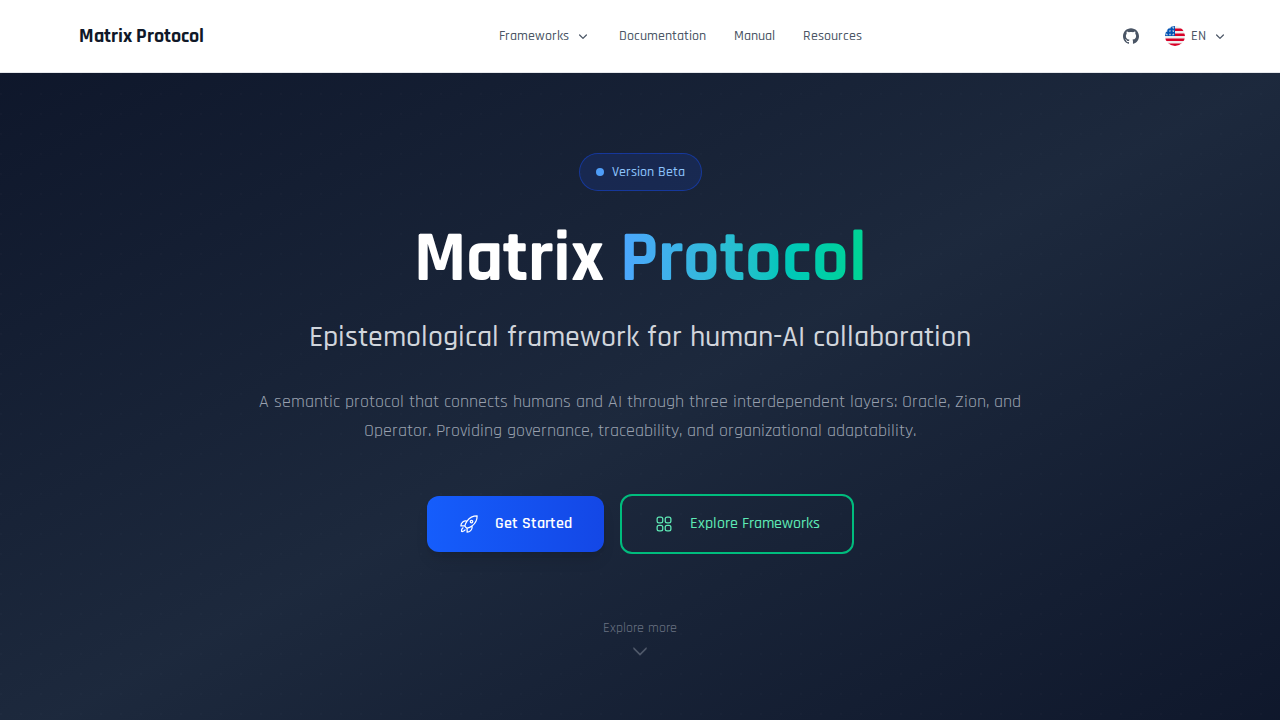 Matrix Protocol
Frameworks
Documentation
Manual
Resources
EN
Version Beta
Matrix Protocol
Epistemological framework for human-AI collaboration
A semantic protocol that connects humans and AI through three interdependent layers: Oracle, Zion, and
Operator. Providing governance, traceability, and organizational adaptability.
Get Started
Explore Frameworks
Explore more